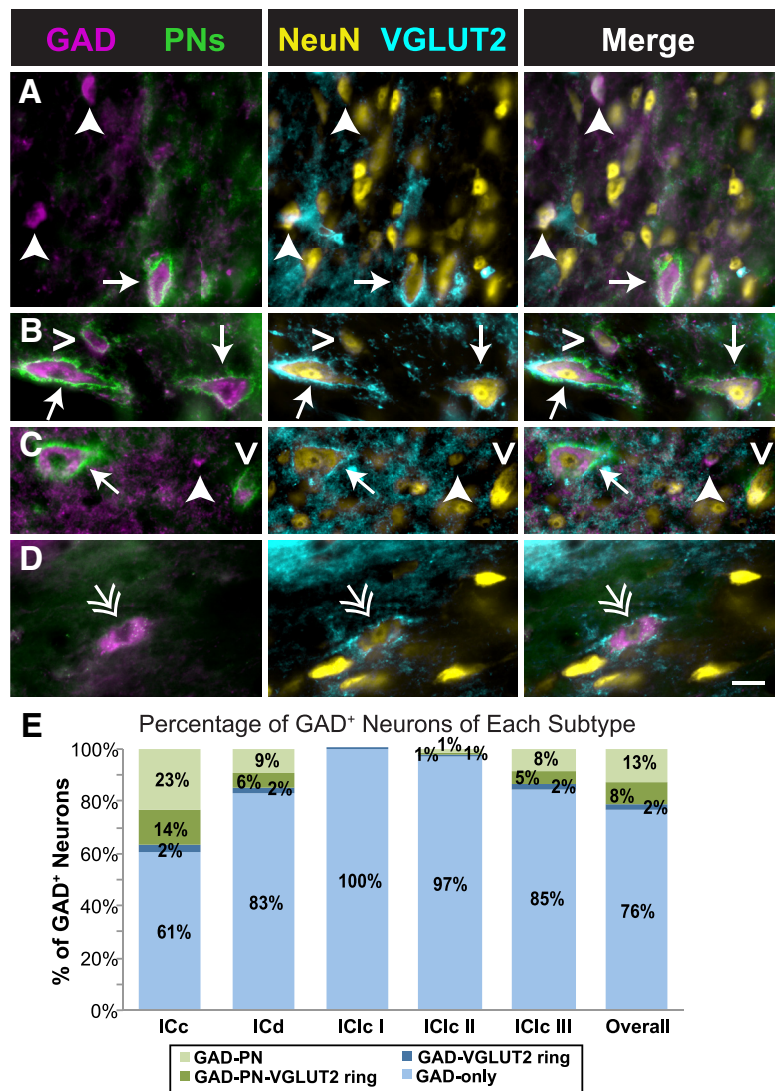 GAD PNs NeuN VGLUT2 Merge
A
B
C
D
E Percentage of GAD⁺ Neurons of Each Subtype
% of GAD⁺ Neurons
100%
80%
60%
40%
20%
0%
23%
14%
2%
61%
9%
6%
2%
83%
100%
1%
1%
1%
97%
8%
5%
2%
85%
13%
8%
2%
76%
ICc ICd IClc I IClc II IClc III Overall
GAD-PN GAD-VGLUT2 ring
GAD-PN-VGLUT2 ring GAD-only